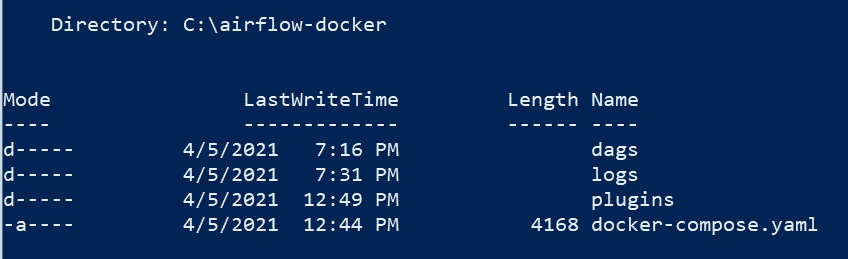 Directory: C:\airflow-docker
Mode LastWriteTime Length Name
---- ------------- ------ ----
d----- 4/5/2021 7:16 PM dags
d----- 4/5/2021 7:31 PM logs
d----- 4/5/2021 12:49 PM plugins
-a---- 4/5/2021 12:44 PM 4168 docker-compose.yaml